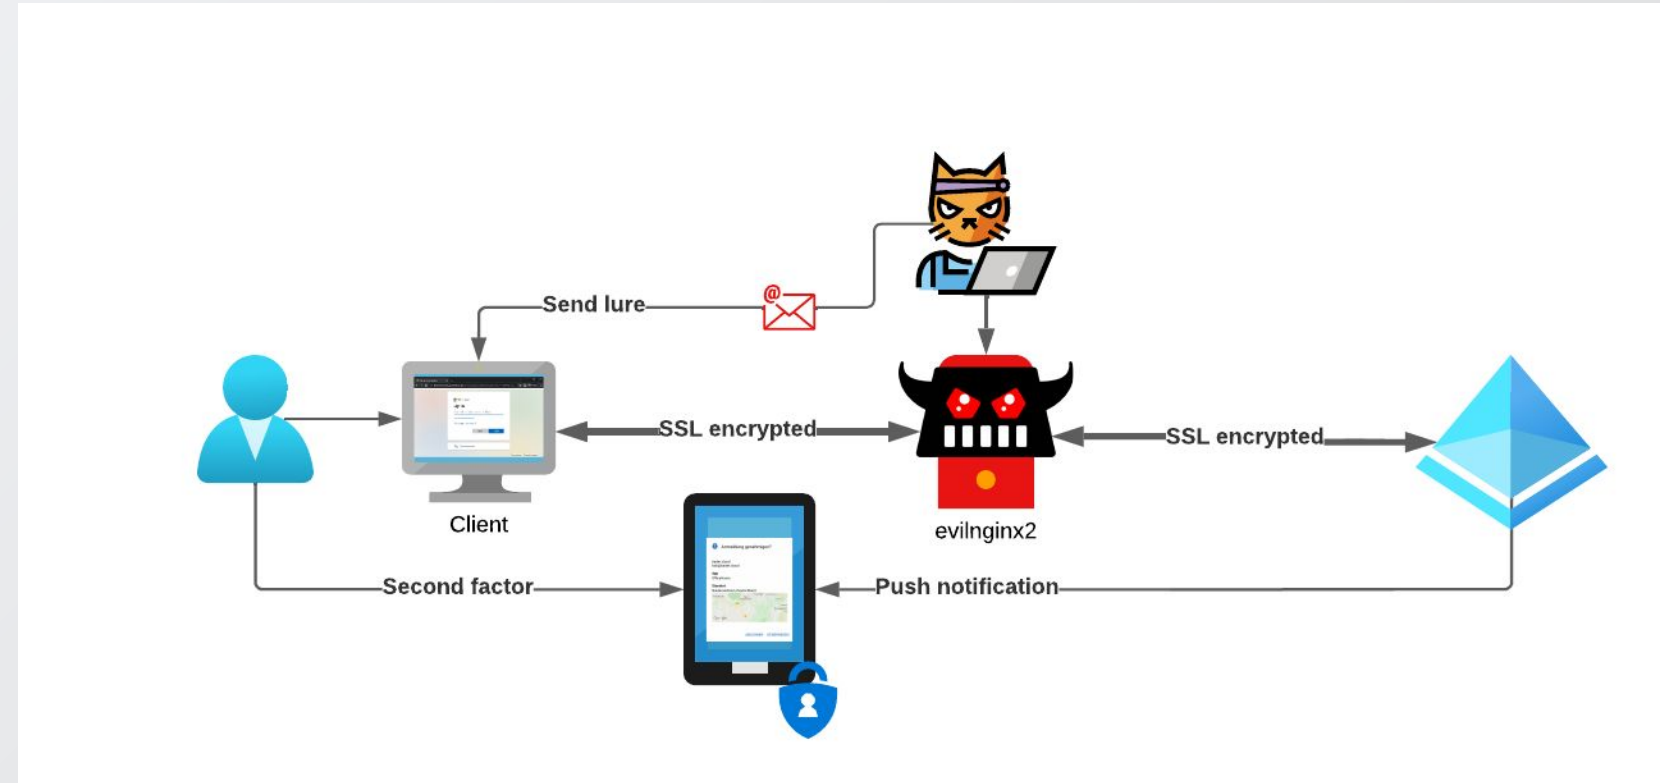 Send lure
@
SSL encrypted
SSL encrypted
Client
evilnginx2
Second factor
Push notification